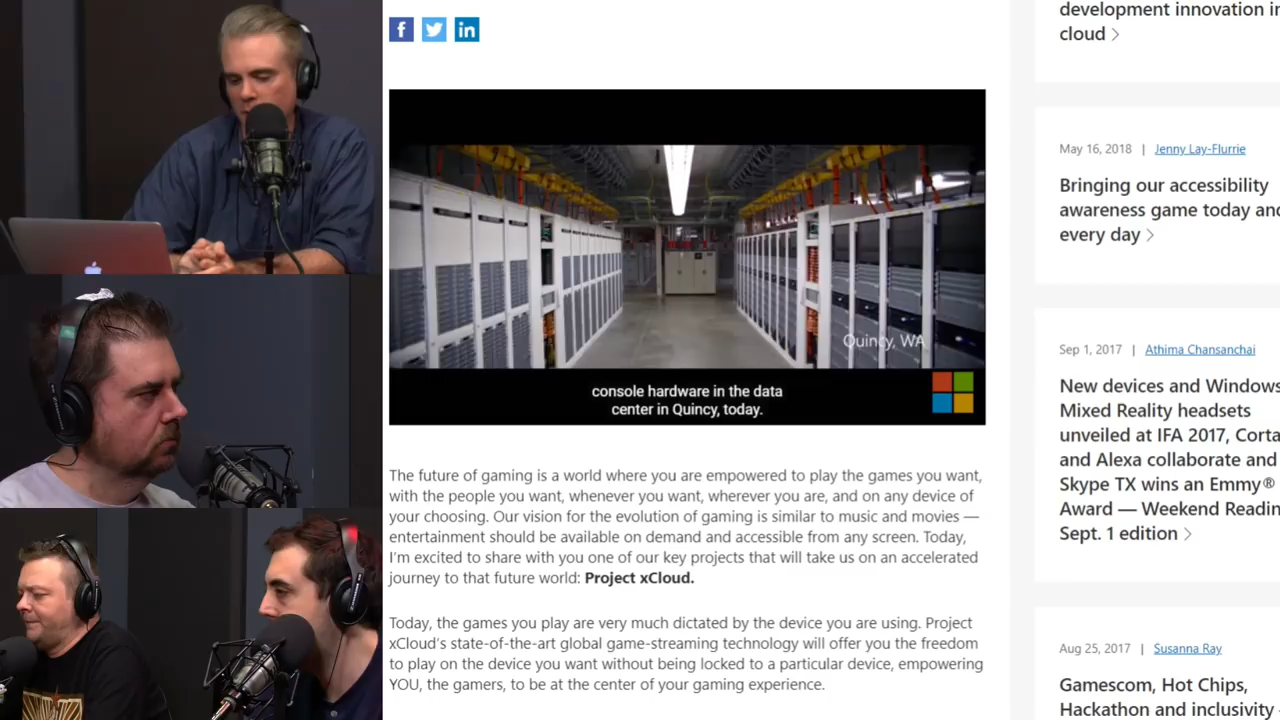 f
in
Quincy, WA
console hardware in the data
center in Quincy, today.
The future of gaming is a world where you are empowered to play the games you want,
with the people you want, whenever you want, wherever you are, and on any device of
your choosing. Our vision for the evolution of gaming is similar to music and movies —
entertainment should be available on demand and accessible from any screen. Today,
I'm excited to share with you one of our key projects that will take us on an accelerated
journey to that future world: Project xCloud.
Today, the games you play are very much dictated by the device you are using. Project
xCloud's state-of-the-art global game-streaming technology will offer you the freedom
to play on the device you want without being locked to a particular device, empowering
YOU, the gamers, to be at the center of your gaming experience.
development innovation in
cloud >
May 16, 2018 | Jenny Lay-Flurrie
Bringing our accessibility
awareness game today and
every day >
Sep 1, 2017 | Athima Chansanchai
New devices and Windows
Mixed Reality headsets
unveiled at IFA 2017, Corta
and Alexa collaborate and
Skype TX wins an Emmy®
Award — Weekend Readin
Sept. 1 edition >
Aug 25, 2017 | Susanna Ray
Gamescom, Hot Chips,
Hackathon and inclusivity